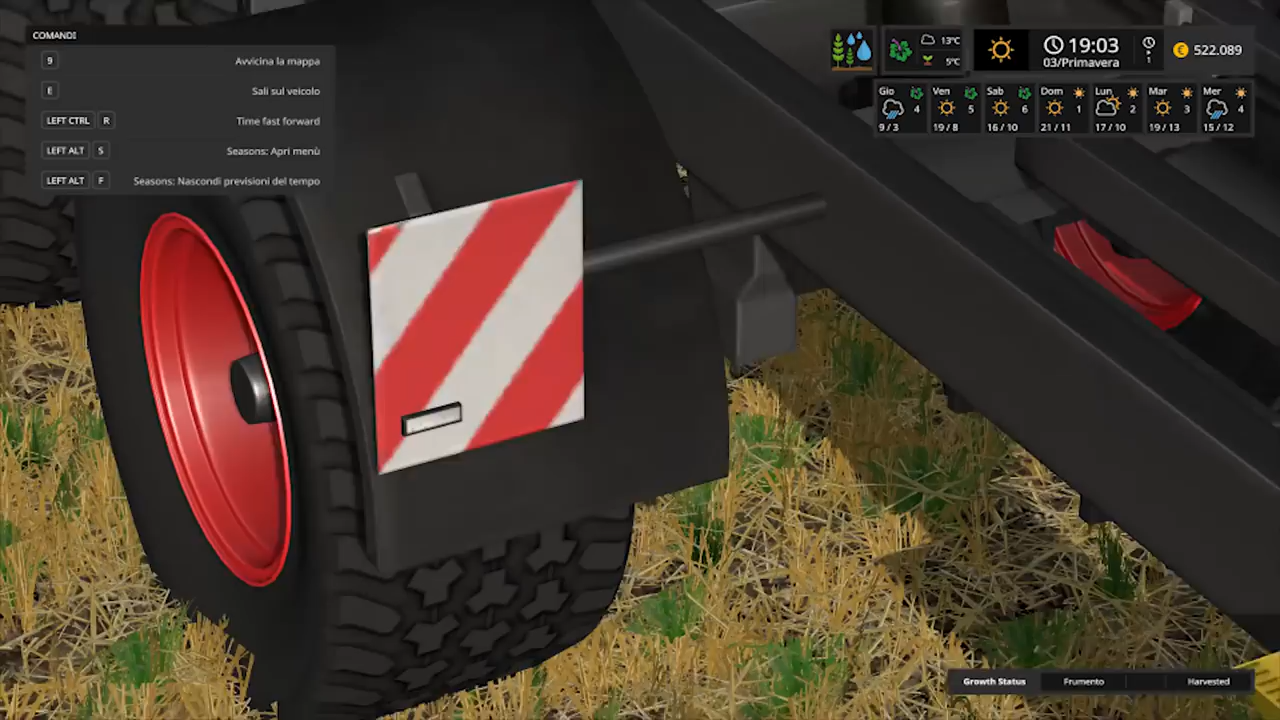 COMANDI
9 Avvicina la mappa
E Sali sul veicolo
LEFT CTRL R Time fast forward
LEFT ALT S Seasons: Apri menù
LEFT ALT F Seasons: Nascondi previsioni del tempo
13°C
5°C
19:03
03/Primavera
1
522.089
Gio 4 9 / 3
Ven 5 19 / 8
Sab 6 16 / 10
Dom 1 21 / 11
Lun 2 17 / 10
Mar 3 19 / 13
Mer 4 15 / 12
Growth Status Frumento Harvested